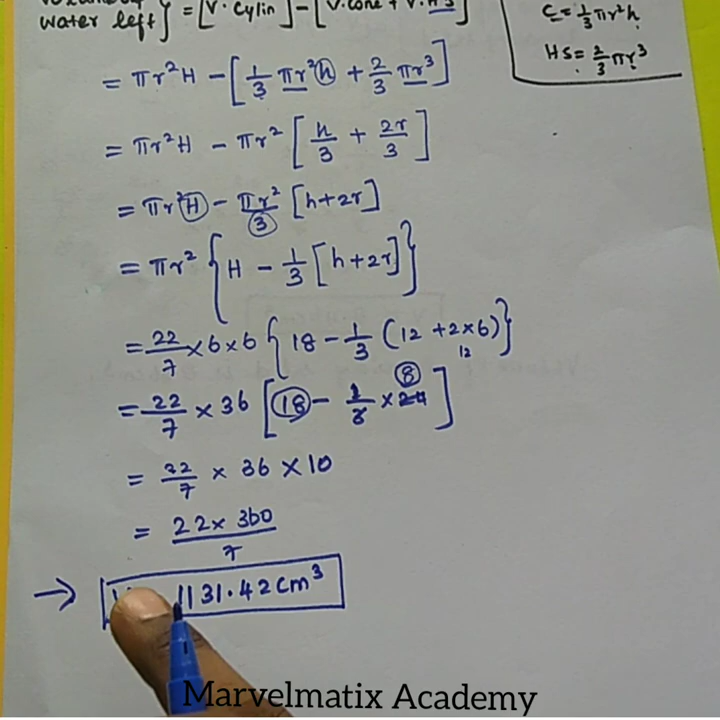 water left} = [V. Cylin] - [V. Cone + V. HS]
C = 1/3 πr²h
HS = 2/3 πr³
= πr²H - [1/3 πr²h + 2/3 πr³]
= πr²H - πr² [h/3 + 2r/3]
= πr²H - πr²/3 [h+2r]
= πr² {H - 1/3 [h+2r]}
= 22/7 x 6 x 6 {18 - 1/3 (12 + 2x6)}
12
8
= 22/7 x 36 [18 - 1/3 x 24]
= 22/7 x 36 x 10
= 22 x 360/7
→ 1131.42 cm³
Marvelmatix Academy